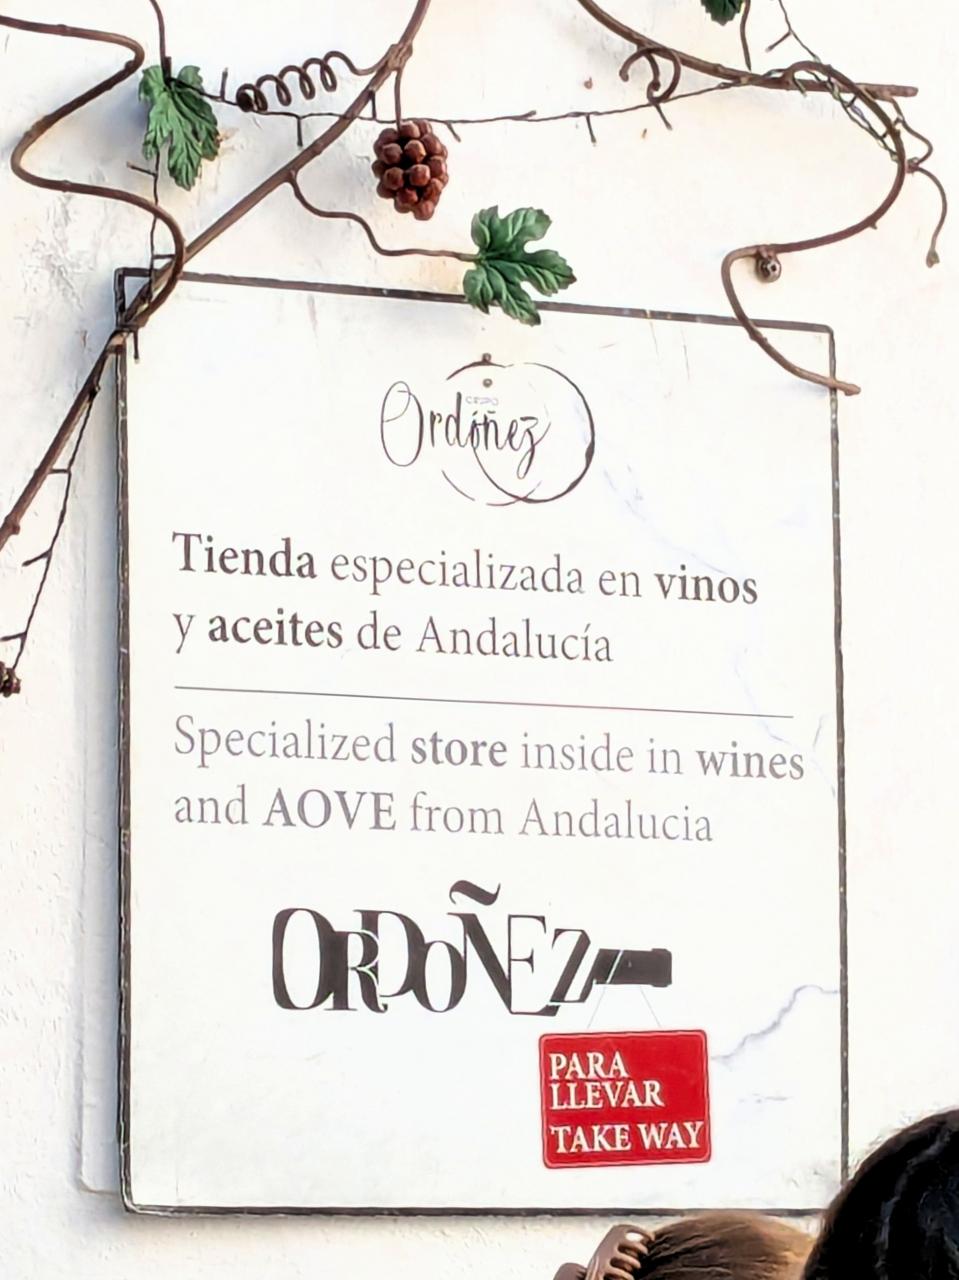 GRUPO
Ordóñez
Tienda especializada en vinos
y aceites de Andalucía
Specialized store inside in wines
and AOVE from Andalucia
ORDOÑEZ
PARA
LLEVAR
TAKE WAY